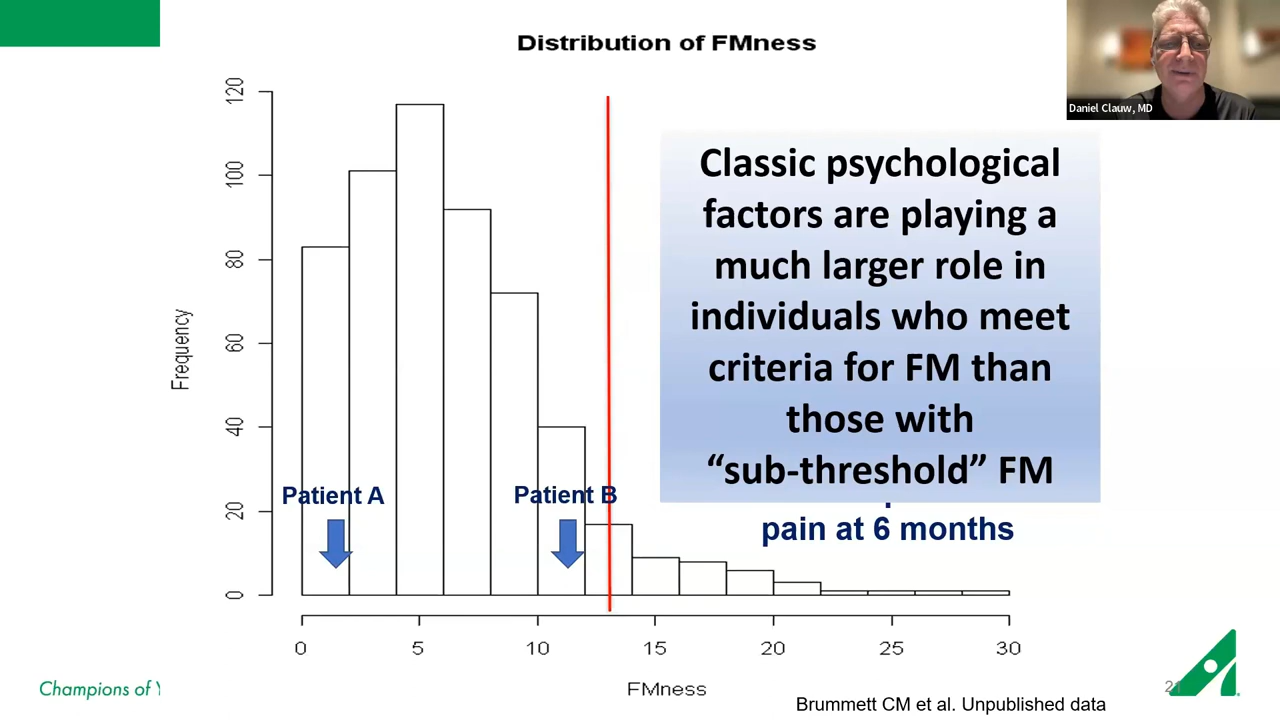 Distribution of FMness
Daniel Clauw, MD
120
100
80
60
40
20
0
Frequency
Classic psychological
factors are playing a
much larger role in
individuals who meet
criteria for FM than
those with
“sub-threshold” FM
pain at 6 months
Patient A
Patient B
0
5
10
15
20
25
30
FMness
Champions of
Brummett CM et al. Unpublished data
21